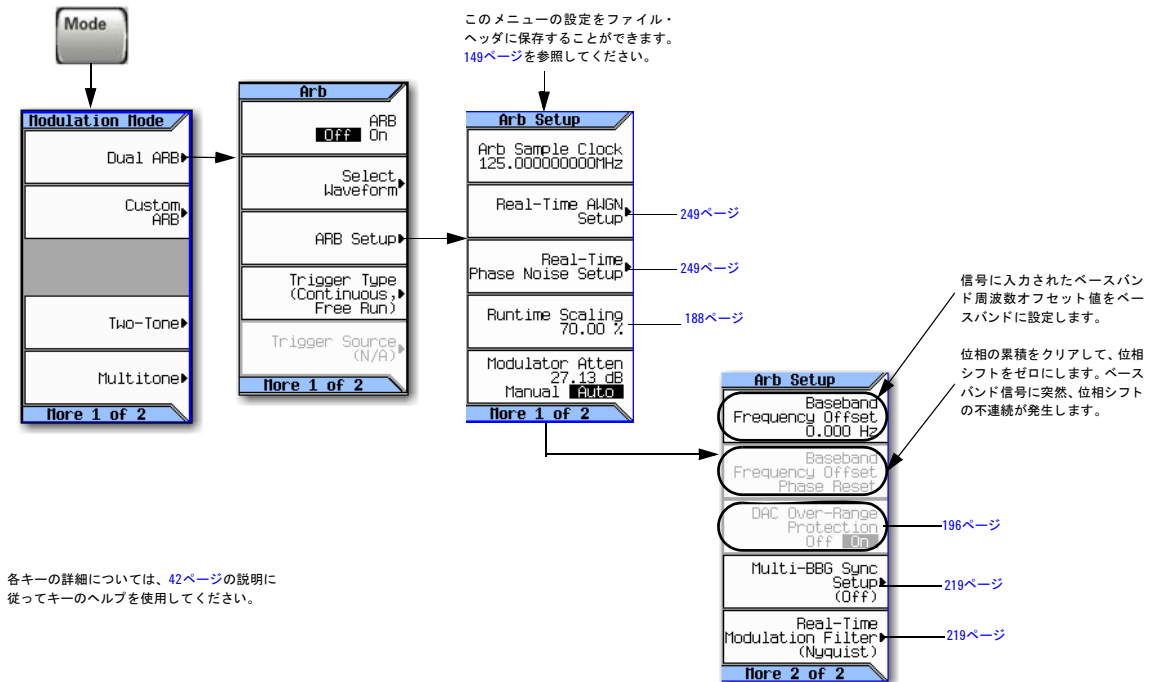 Mode
このメニューの設定をファイル・
ヘッダに保存することができます。
149ページを参照してください。
Modulation Mode
Dual ARB
Custom
ARB
Two-Tone
Multitone
More 1 of 2
Arb
ARB
Off On
Select
Waveform
ARB Setup
Trigger Type
(Continuous,
Free Run)
Trigger Source
(N/A)
More 1 of 2
Arb Setup
Arb Sample Clock
125.000000000MHz
Real-Time AWGN
Setup
249ページ
Real-Time
Phase Noise Setup
249ページ
Runtime Scaling
70.00 %
188ページ
Modulator Atten
27.13 dB
Manual Auto
More 1 of 2
信号に入力されたベースバン
ド周波数オフセット値をベー
スバンドに設定します。
位相の累積をクリアして、位相
シフトをゼロにします。ベース
バンド信号に突然、位相シフト
の不連続が発生します。
Arb Setup
Baseband
Frequency Offset
0.000 Hz
Baseband
Frequency Offset
Phase Reset
DAC Over-Range
Protection
Off On
196ページ
Multi-BBG Sync
Setup
(Off)
219ページ
Real-Time
Modulation Filter
(Nyquist)
219ページ
More 2 of 2
各キーの詳細については、42ページの説明に
従ってキーのヘルプを使用してください。